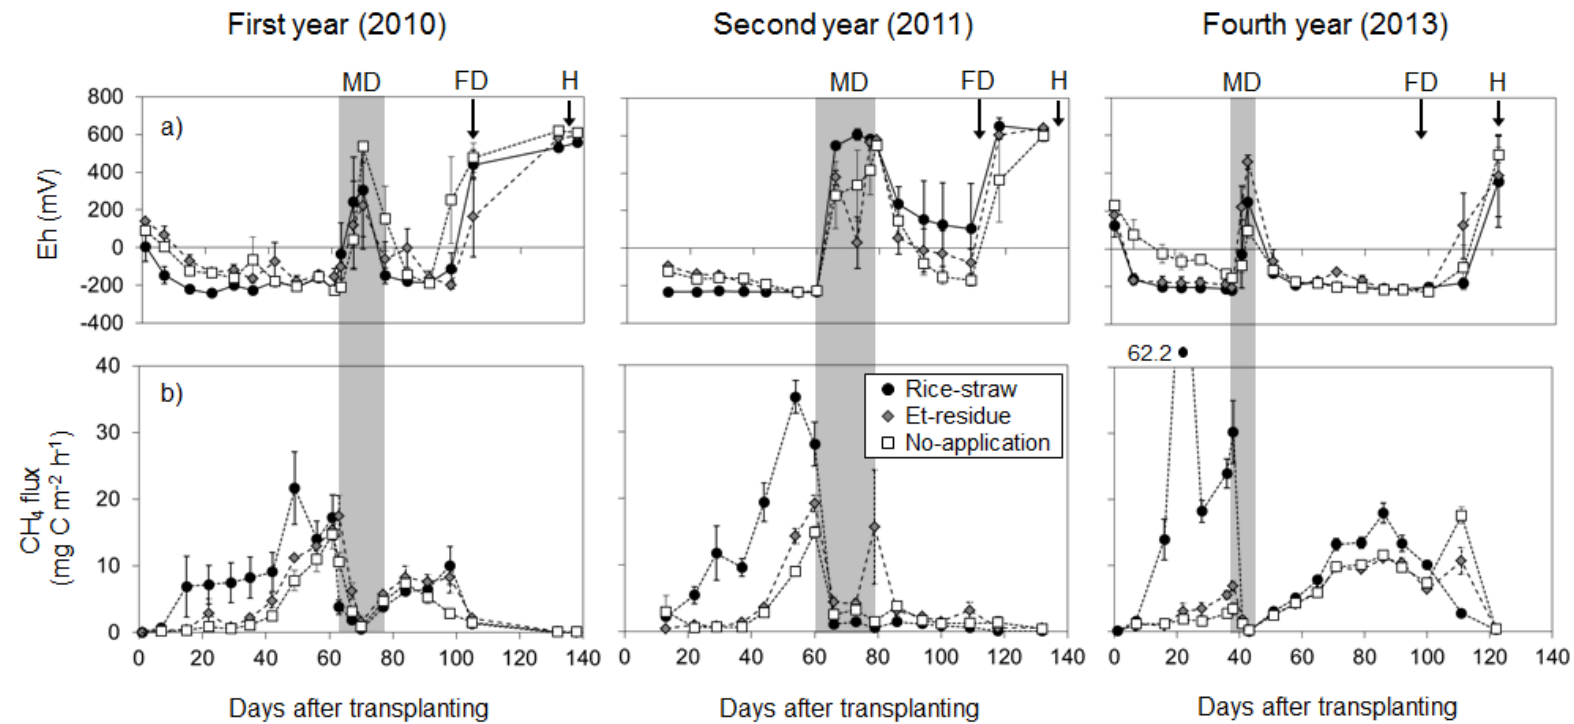 First year (2010)
Second year (2011)
Fourth year (2013)
MD
FD
H
MD
FD
H
MD
FD
H
Eh (mV)
800
600
400
200
0
-200
-400
a)
CH4 flux
(mg C m-2 h-1)
40
30
20
10
0
b)
Rice-straw
Et-residue
No-application
62.2
0 20 40 60 80 100 120 140
0 20 40 60 80 100 120 140
0 20 40 60 80 100 120 140
Days after transplanting
Days after transplanting
Days after transplanting